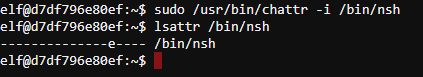 elf@d7df796e80ef:~$ sudo /usr/bin/chattr -i /bin/nsh
elf@d7df796e80ef:~$ lsattr /bin/nsh
--------------e---- /bin/nsh
elf@d7df796e80ef:~$